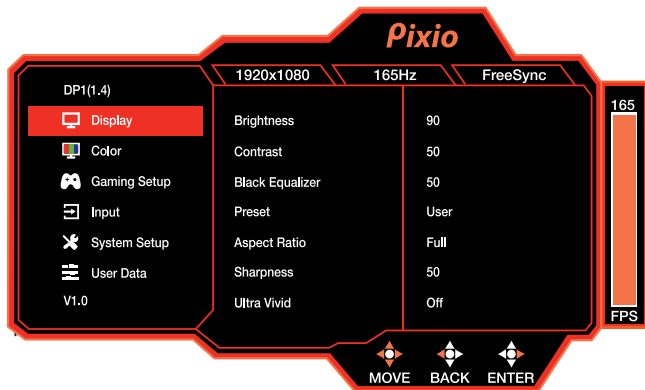 Pixio
1920x1080 165Hz FreeSync
DP1(1.4)
Display
Color
Gaming Setup
Input
System Setup
User Data
V1.0
Brightness 90
Contrast 50
Black Equalizer 50
Preset User
Aspect Ratio Full
Sharpness 50
Ultra Vivid Off
165
FPS
MOVE BACK ENTER